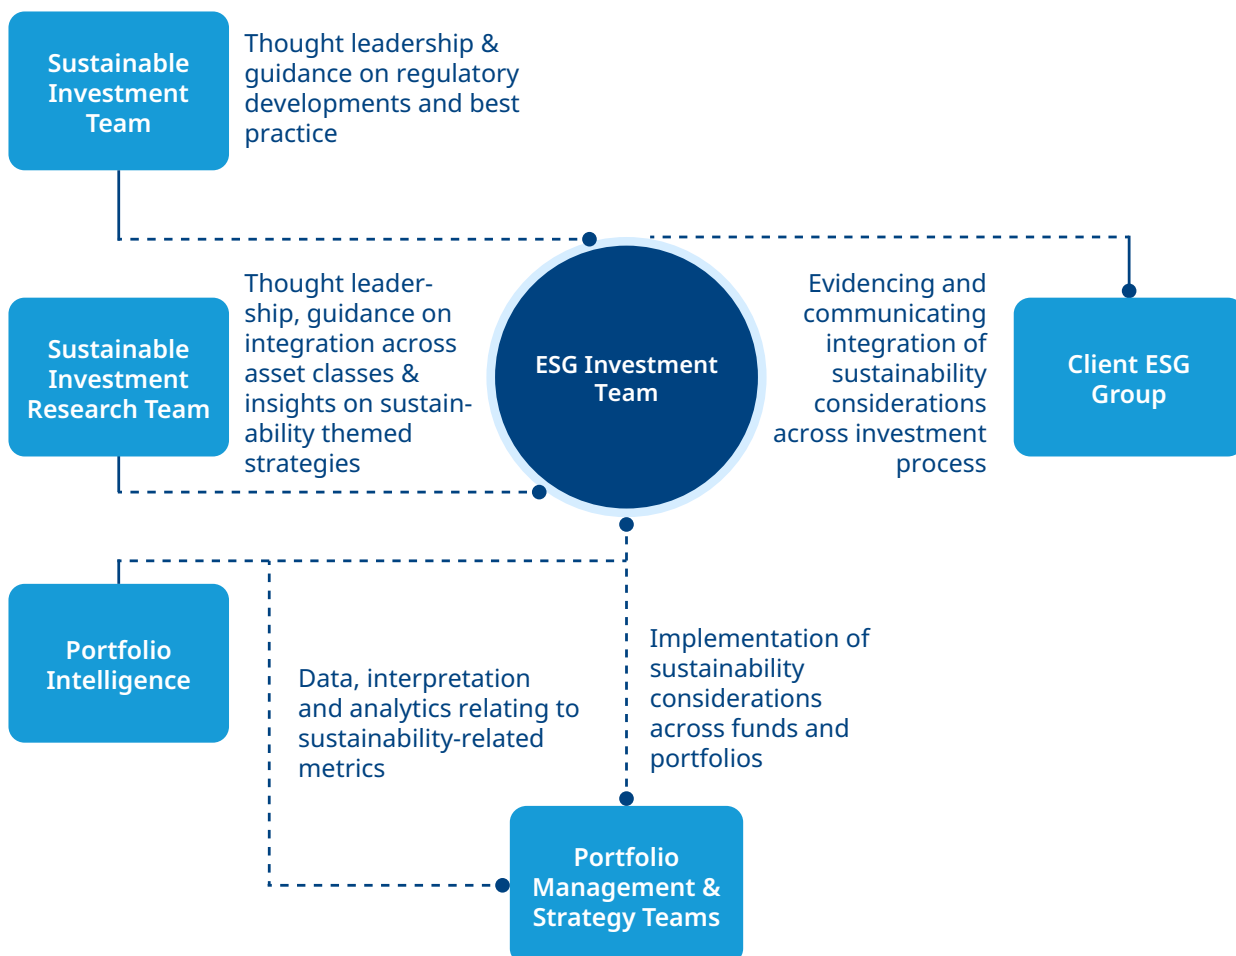 Sustainable
Investment
Team
Thought leadership &
guidance on regulatory
developments and best
practice
Sustainable
Investment
Research Team
Thought leader-
ship, guidance on
integration across
asset classes &
insights on sustain-
ability themed
strategies
ESG Investment
Team
Evidencing and
communicating
integration of
sustainability
considerations
across investment
process
Client ESG
Group
Portfolio
Intelligence
Data, interpretation
and analytics relating to
sustainability-related
metrics
Implementation of
sustainability
considerations
across funds and
portfolios
Portfolio
Management &
Strategy Teams